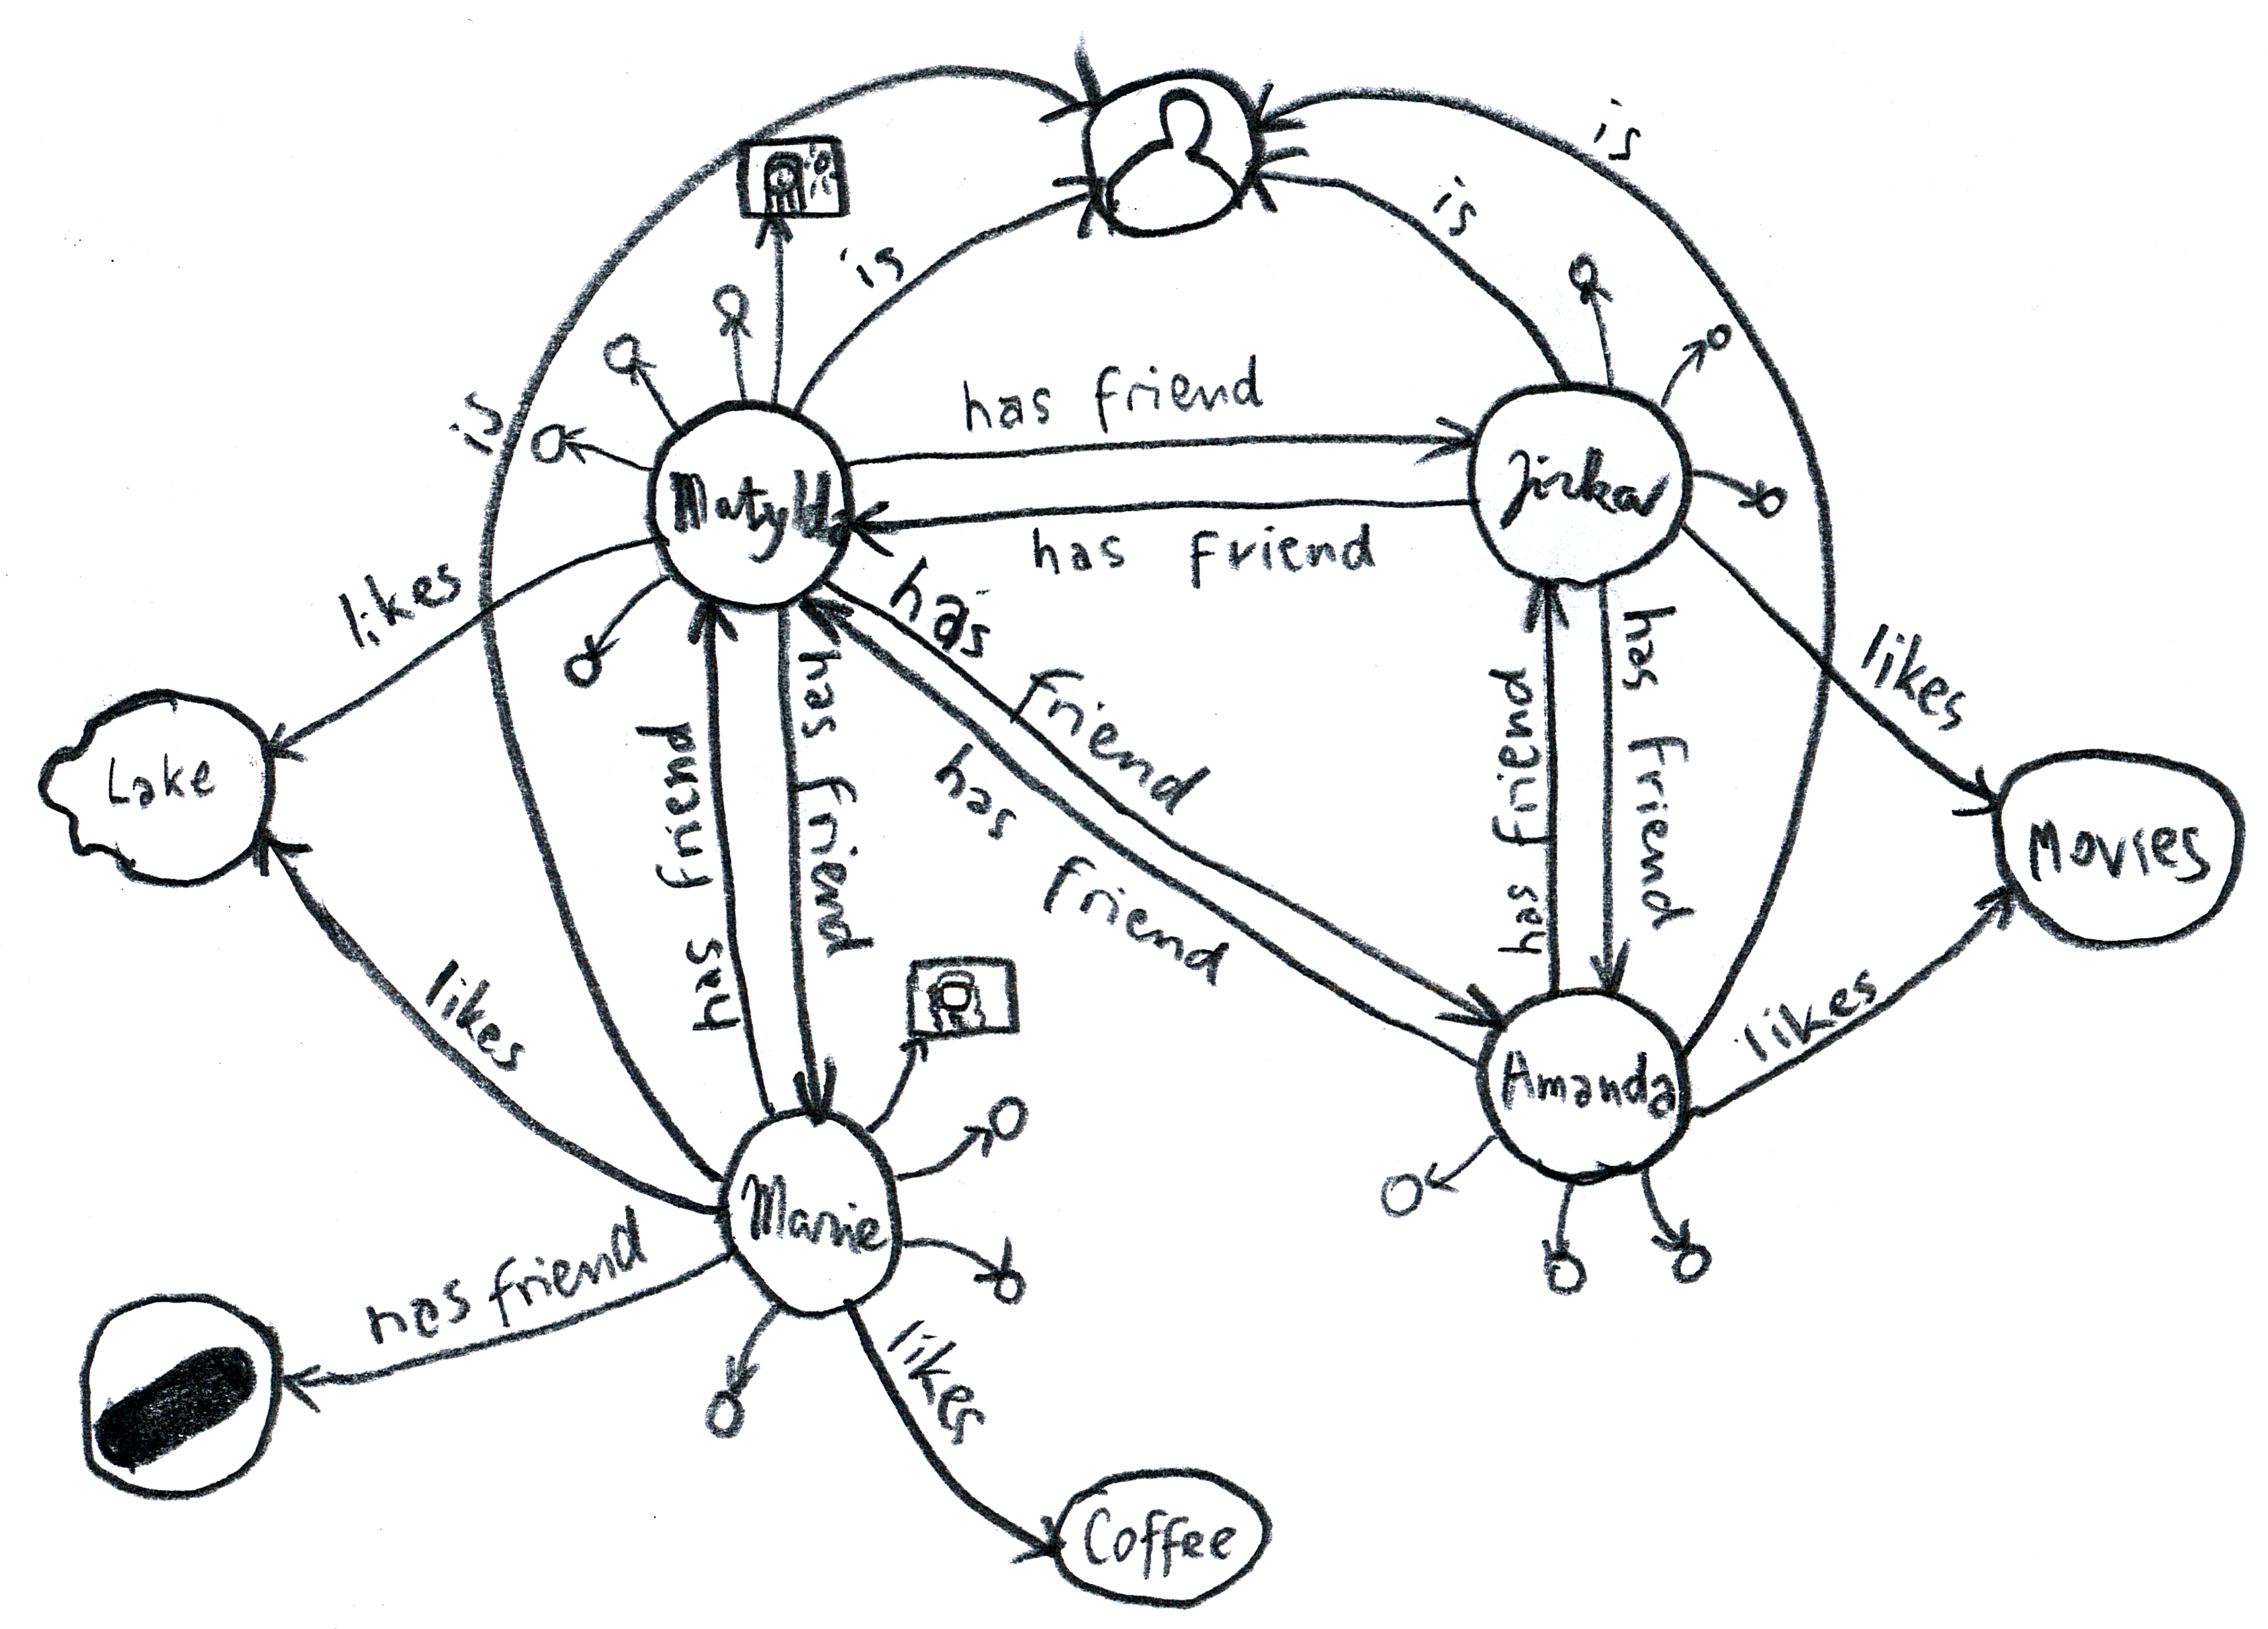 is
is
is
is
has friend
Matylda
Jirka
has friend
likes
has friend
has friend
has friend
has friend
has friend
has friend
likes
Lake
Movies
likes
likes
Amanda
Marie
has friend
likes
Coffee